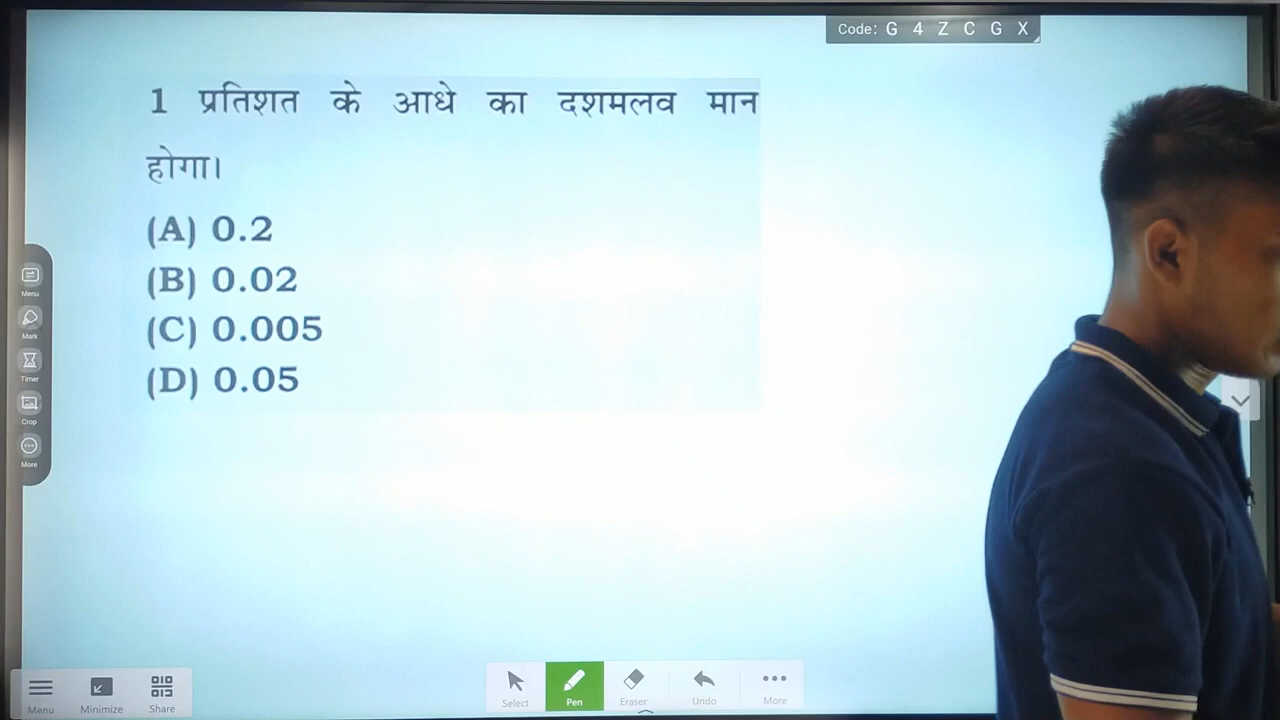 Code: G 4 Z C G X
1 प्रतिशत के आधे का दशमलव मान
होगा।
(A) 0.2
(B) 0.02
(C) 0.005
(D) 0.05
Menu
Mark
Timer
Crop
More
Menu Minimize Share
Select Pen Eraser Undo More